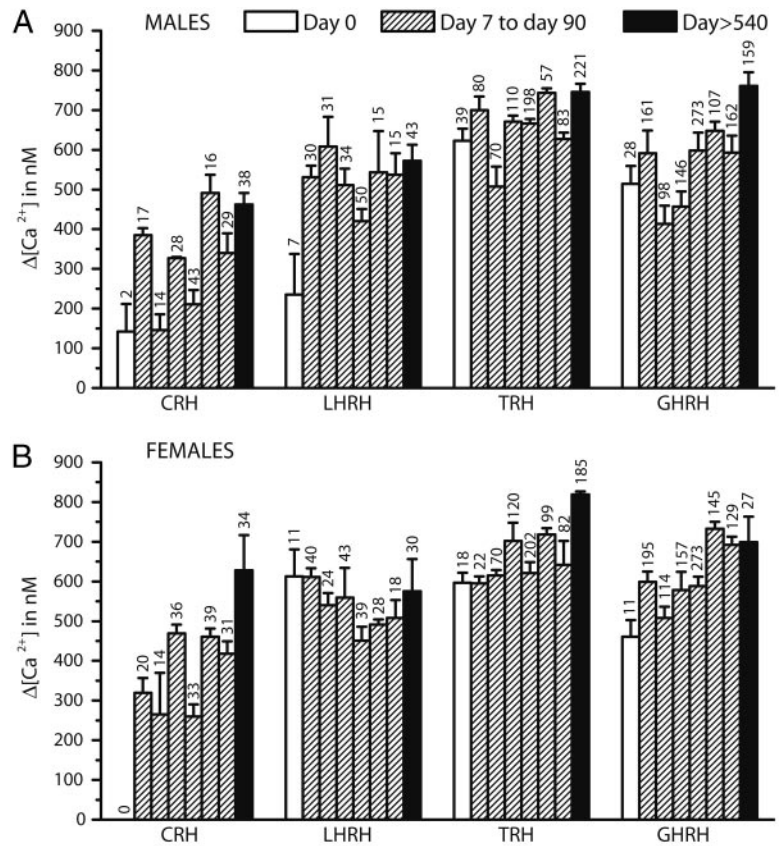 A MALES Day 0 Day 7 to day 90 Day>540
Δ[Ca 2+] in nM
900
800
700
600
500
400
300
200
100
0
2 17 14 28 43 16 29 38
7 30 31 34 50 15 15 43
39 80 70 110 198 57 83 221
28 161 98 146 273 107 162 159
CRH LHRH TRH GHRH
B FEMALES
Δ[Ca 2+] in nM
900
800
700
600
500
400
300
200
100
0
0 20 14 36 33 39 31 34
11 40 24 43 39 28 18 30
18 22 70 120 202 99 82 185
11 195 114 157 273 145 129 27
CRH LHRH TRH GHRH